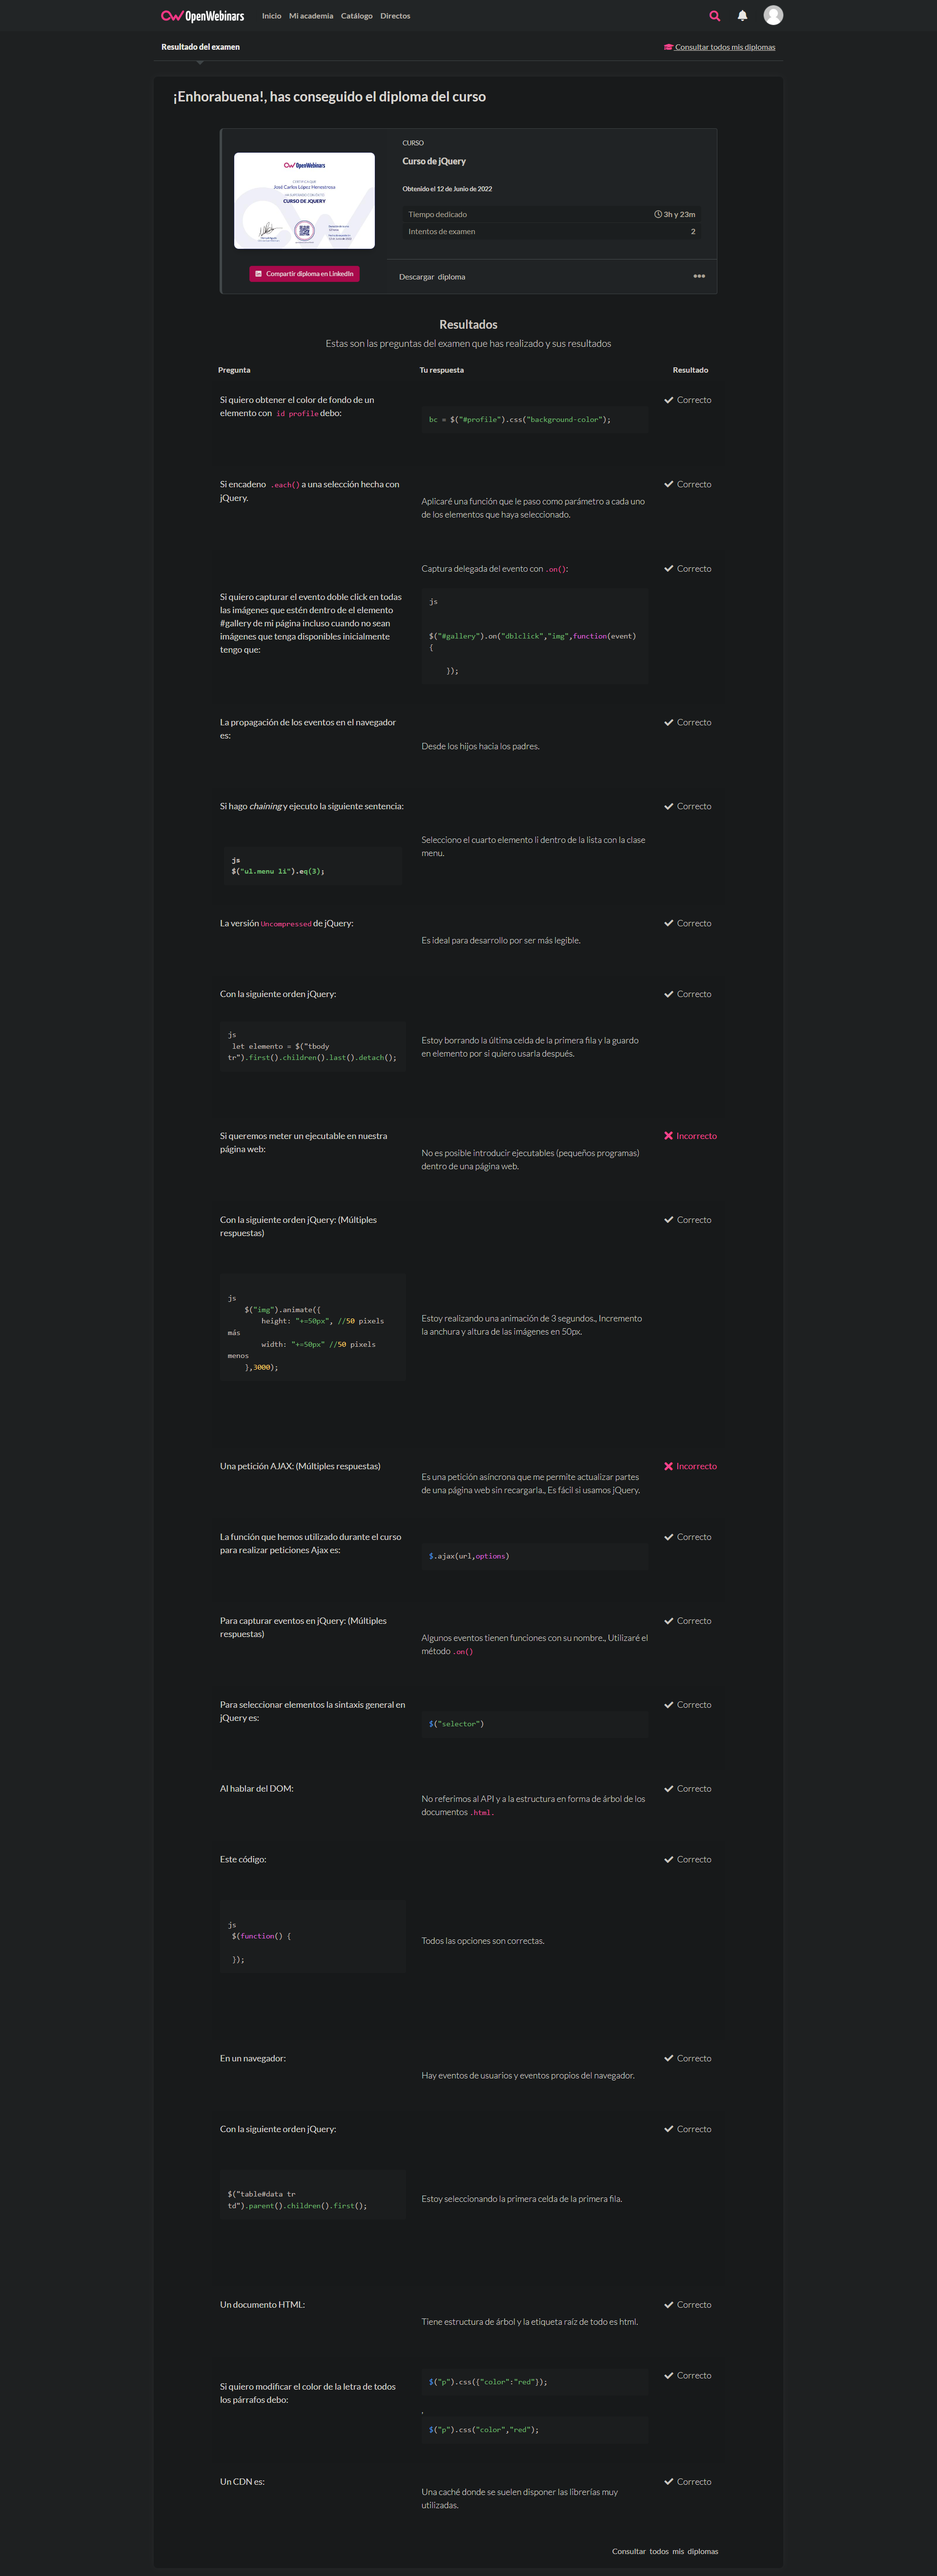 OpenWebinars
Inicio Mi academia Catálogo Directos
Resultado del examen
Consultar todos mis diplomas
¡Enhorabuena!, has conseguido el diploma del curso
OpenWebinars
José Carlos López Henestrosa
CURSO DE JQUERY
Compartir diploma en LinkedIn
CURSO
Curso de jQuery
Obtenido el 12 de Junio de 2022
Tiempo dedicado 3h y 23m
Intentos de examen 2
Descargar diploma
Resultados
Estas son las preguntas del examen que has realizado y sus resultados
Pregunta Tu respuesta Resultado
Si quiero obtener el color de fondo de un
elemento con id profile debo:
bc = $("#profile").css("background-color");
Correcto
Si encadeno .each() a una selección hecha con
jQuery.
Aplicaré una función que le paso como parámetro a cada uno
de los elementos que haya seleccionado.
Correcto
Si quiero capturar el evento doble click en todas
las imágenes que estén dentro de el elemento
#gallery de mi página incluso cuando no sean
imágenes que tenga disponibles inicialmente
tengo que:
Captura delegada del evento con .on():
js
$("#gallery").on("dblclick","img",function(event)
{
});
Correcto
La propagación de los eventos en el navegador
es:
Desde los hijos hacia los padres.
Correcto
Si hago chaining y ejecuto la siguiente sentencia:
js
$("ul.menu li").eq(3);
Selecciono el cuarto elemento li dentro de la lista con la clase
menu.
Correcto
La versión Uncompressed de jQuery:
Es ideal para desarrollo por ser más legible.
Correcto
Con la siguiente orden jQuery:
js
let elemento = $("tbody
tr").first().children().last().detach();
Estoy borrando la última celda de la primera fila y la guardo
en elemento por si quiero usarla después.
Correcto
Si queremos meter un ejecutable en nuestra
página web:
No es posible introducir ejecutables (pequeños programas)
dentro de una página web.
Incorrecto
Con la siguiente orden jQuery: (Múltiples
respuestas)
js
$("img").animate({
height: "+=50px", //50 pixels
más
width: "+=50px" //50 pixels
menos
},3000);
Estoy realizando una animación de 3 segundos., Incremento
la anchura y altura de las imágenes en 50px.
Correcto
Una petición AJAX: (Múltiples respuestas)
Es una petición asíncrona que me permite actualizar partes
de una página web sin recargarla., Es fácil si usamos jQuery.
Incorrecto
La función que hemos utilizado durante el curso
para realizar peticiones Ajax es:
$.ajax(url,options)
Correcto
Para capturar eventos en jQuery: (Múltiples
respuestas)
Algunos eventos tienen funciones con su nombre., Utilizaré el
método .on()
Correcto
Para seleccionar elementos la sintaxis general en
jQuery es:
$("selector")
Correcto
Al hablar del DOM:
No referimos al API y a la estructura en forma de árbol de los
documentos .html.
Correcto
Este código:
js
$(function() {
});
Todos las opciones son correctas.
Correcto
En un navegador:
Hay eventos de usuarios y eventos propios del navegador.
Correcto
Con la siguiente orden jQuery:
$("table#data tr
td").parent().children().first();
Estoy seleccionando la primera celda de la primera fila.
Correcto
Un documento HTML:
Tiene estructura de árbol y la etiqueta raíz de todo es html.
Correcto
Si quiero modificar el color de la letra de todos
los párrafos debo:
$("p").css({"color":"red"});
,
$("p").css("color","red");
Correcto
Un CDN es:
Una caché donde se suelen disponer las librerías muy
utilizadas.
Correcto
Consultar todos mis diplomas